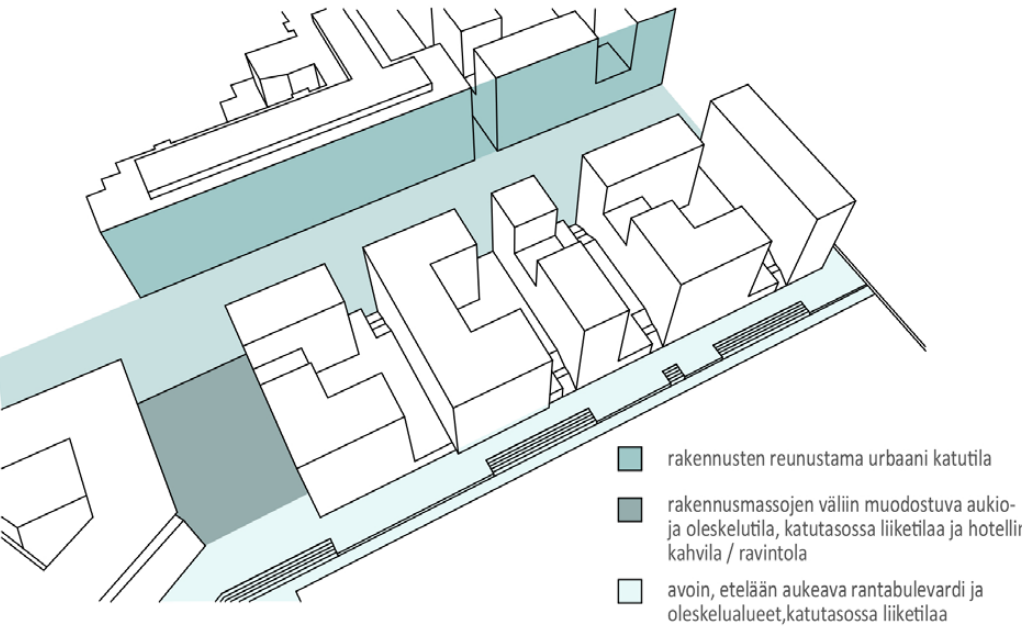 rakennusten reunustama urbaani katutila
rakennusmassojen väliin muodostuva aukio-
ja oleskelutila, katutasossa liiketilaa ja hotellin
kahvila / ravintola
avoin, etelään aukeava rantabulevardi ja
oleskelualueet,katutasossa liiketilaa